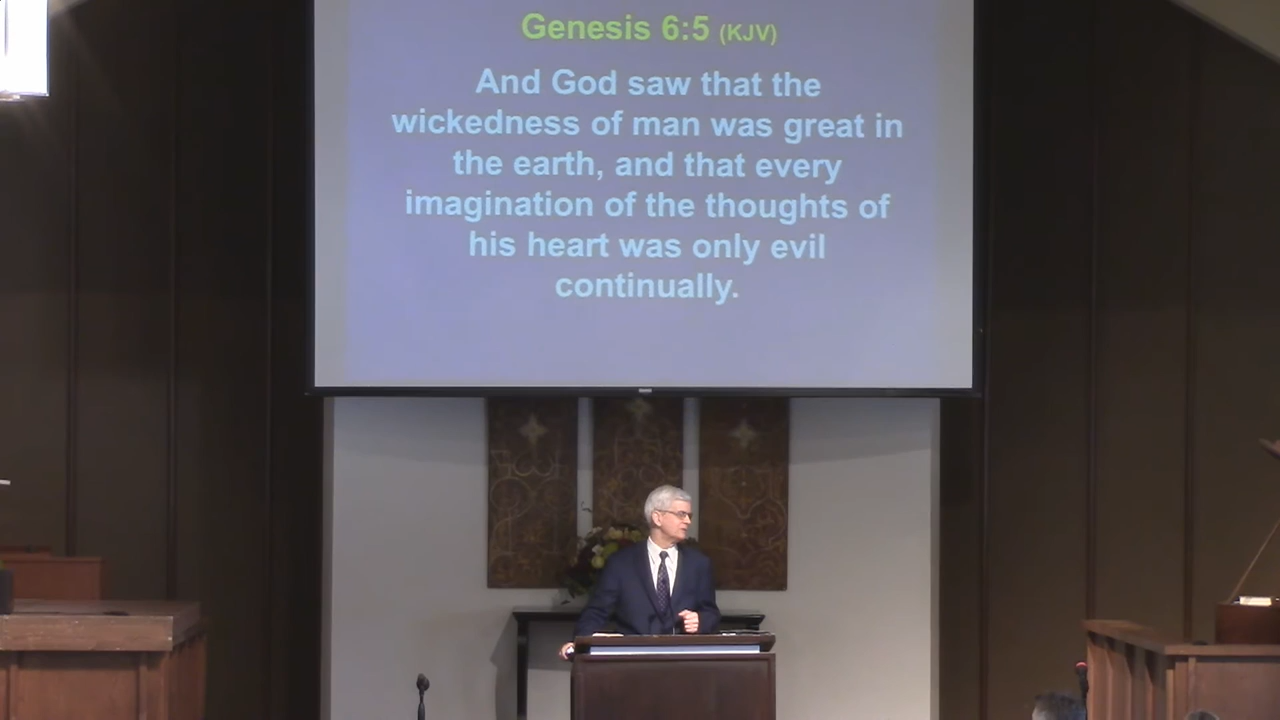 Genesis 6:5 (KJV)
And God saw that the
wickedness of man was great in
the earth, and that every
imagination of the thoughts of
his heart was only evil
continually.